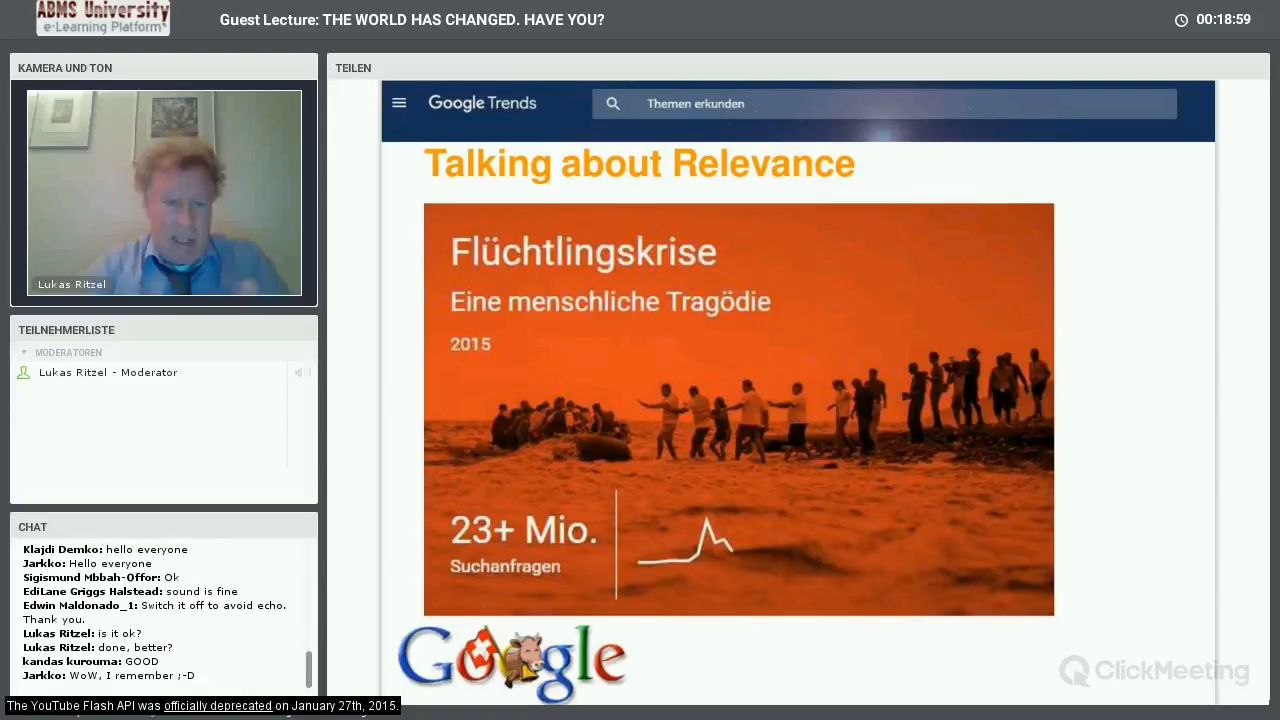 ABMS University
e-Learning Platform
Guest Lecture: THE WORLD HAS CHANGED. HAVE YOU?
00:18:59
KAMERA UND TON
Lukas Ritzel
TEILNEHMERLISTE
MODERATOREN
Lukas Ritzel - Moderator
CHAT
Klajdi Demko: hello everyone
Jarkko: Hello everyone
Sigismund Mbbah-Offor: Ok
EdiLane Griggs Halstead: sound is fine
Edwin Maldonado_1: Switch it off to avoid echo.
Thank you.
Lukas Ritzel: is it ok?
Lukas Ritzel: done, better?
kandas kurouma: GOOD
Jarkko: WoW, I remember ;-D
The YouTube Flash API was officially deprecated on January 27th, 2015.
TEILEN
Google Trends
Themen erkunden
Talking about Relevance
Flüchtlingskrise
Eine menschliche Tragödie
2015
23+ Mio.
Suchanfragen
Google
ClickMeeting